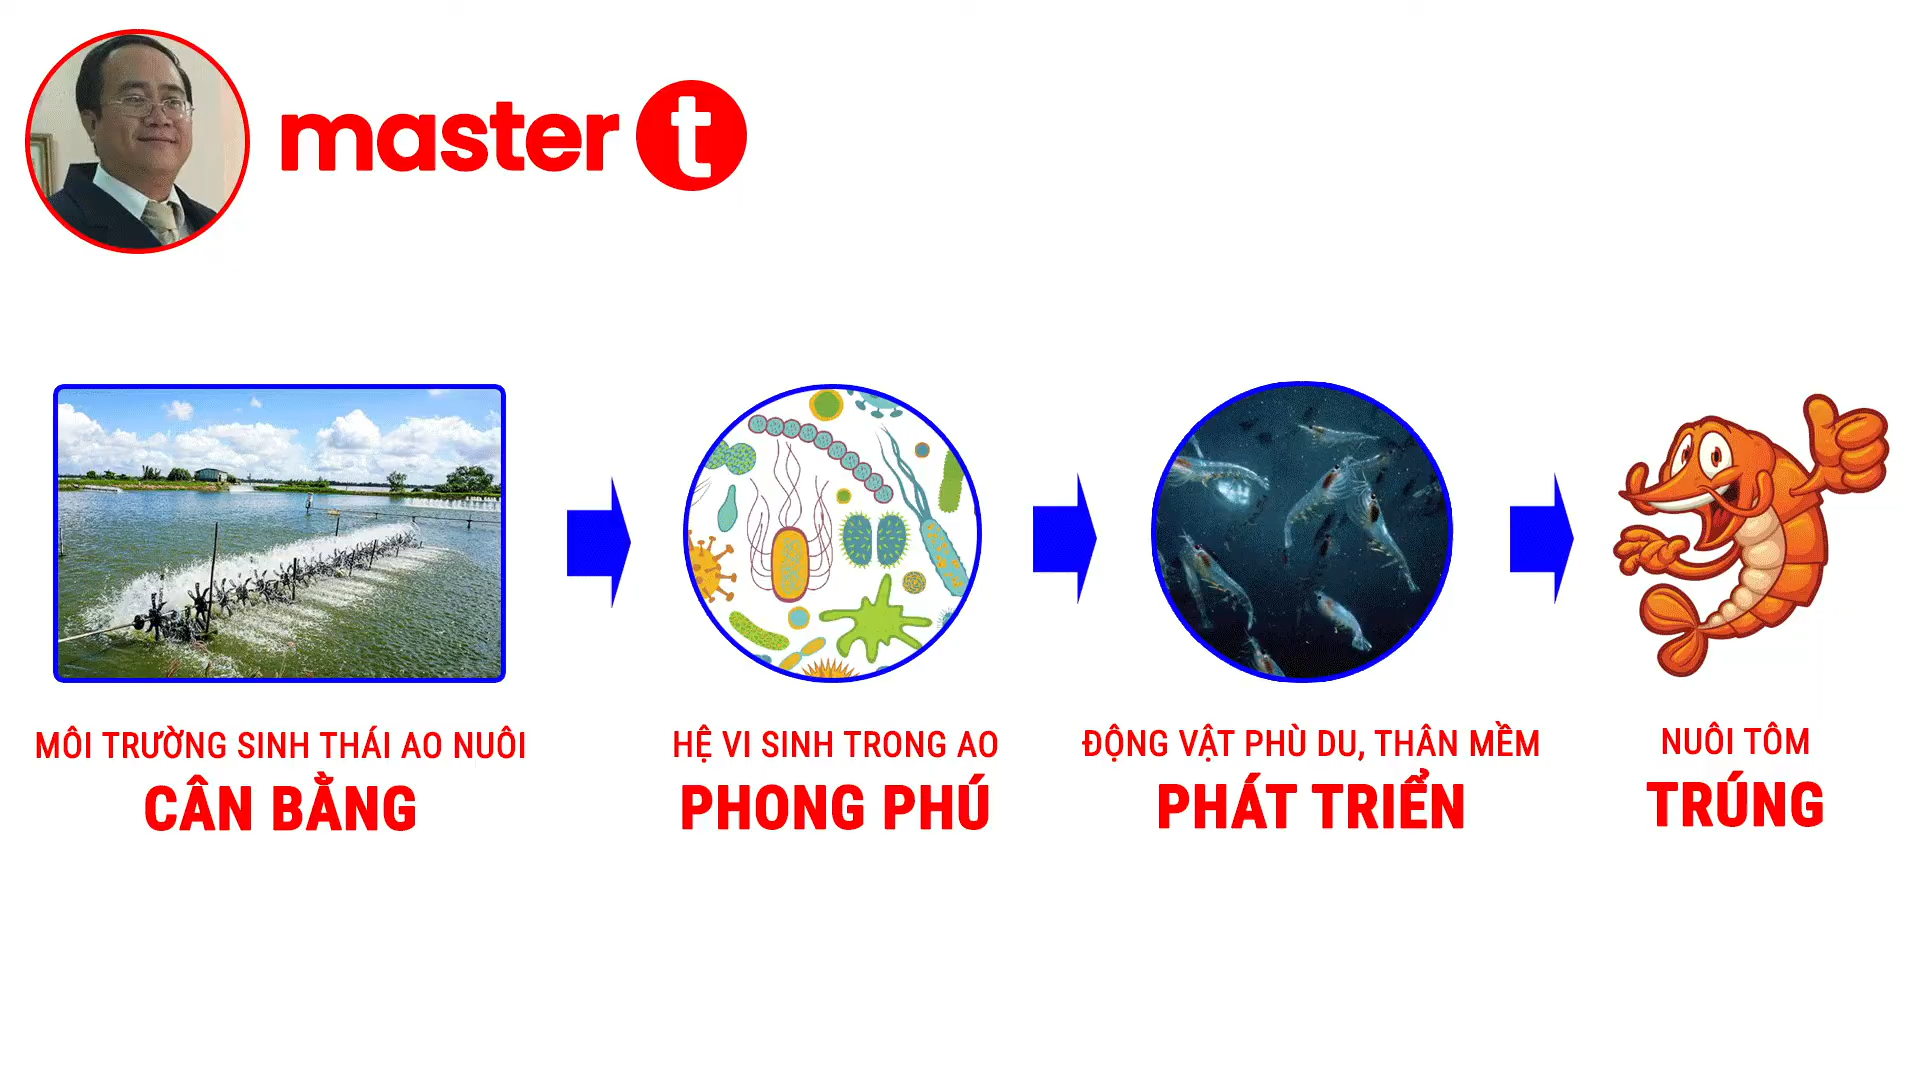 master t
MÔI TRƯỜNG SINH THÁI AO NUÔI
CÂN BẰNG
HỆ VI SINH TRONG AO
PHONG PHÚ
ĐỘNG VẬT PHÙ DU, THÂN MỀM
PHÁT TRIỂN
NUÔI TÔM
TRÚNG